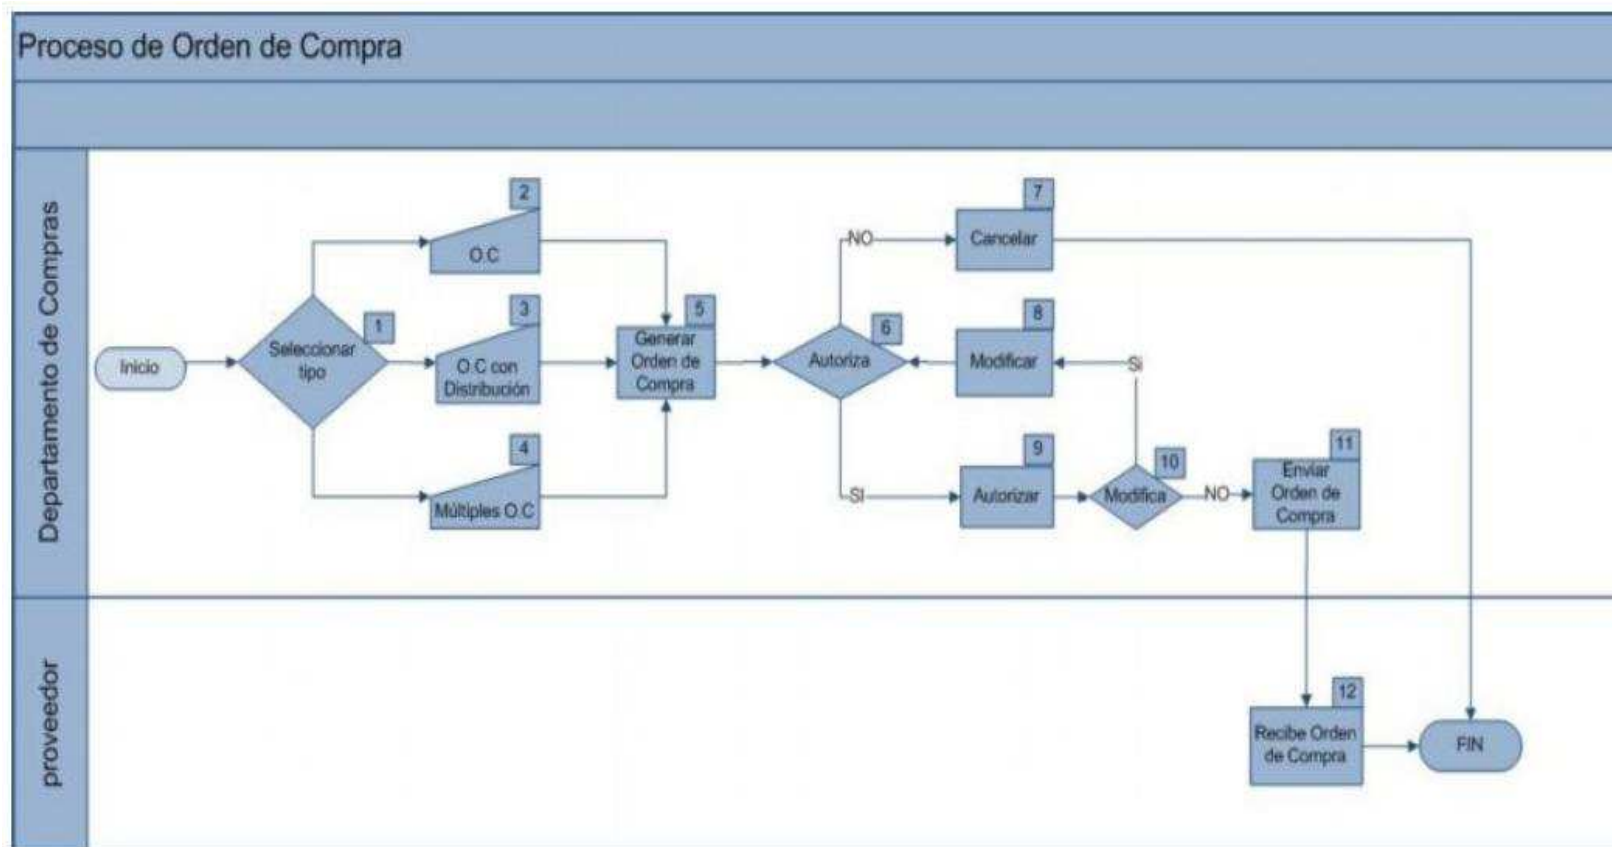 Proceso de Orden de Compra
Departamento de Compras
Inicio
1
Seleccionar
tipo
2
O.C
3
O.C con
Distribución
4
Múltiples O.C
5
Generar
Orden de
Compra
6
Autoriza
NO
7
Cancelar
8
Modificar
Si
SI
9
Autorizar
10
Modifica
NO
11
Enviar
Orden de
Compra
proveedor
12
Recibe Orden
de Compra
FIN